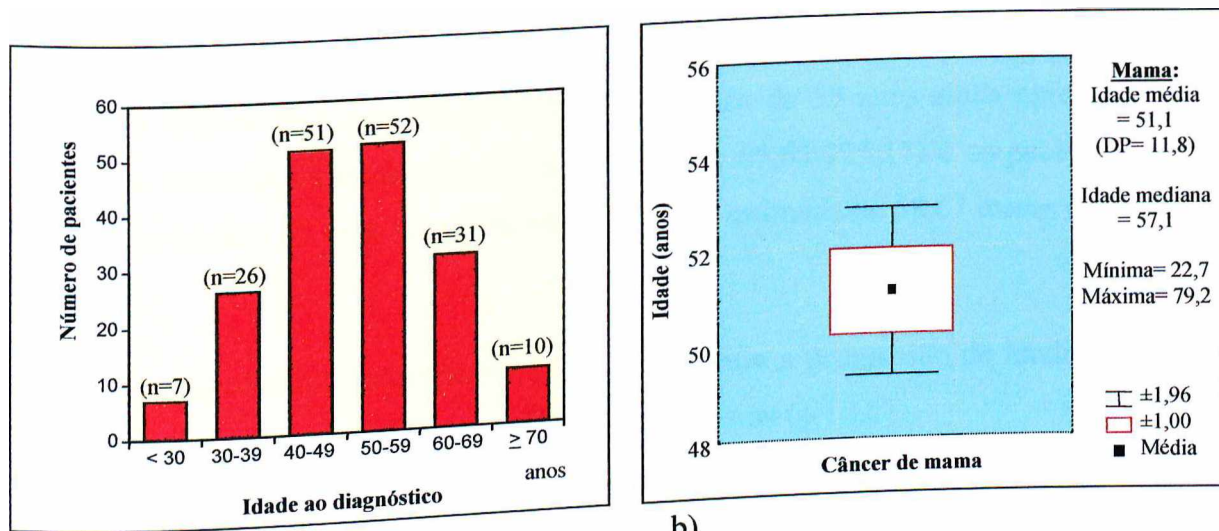 Número de pacientes
60
50
40
30
20
10
0
(n=7)
(n=26)
(n=51)
(n=52)
(n=31)
(n=10)
< 30
30-39
40-49
50-59
60-69
≥ 70
anos
Idade ao diagnóstico
Idade (anos)
56
54
52
50
48
Câncer de mama
Mama:
Idade média
= 51,1
(DP= 11,8)
Idade mediana
= 57,1
Mínima= 22,7
Máxima= 79,2
±1,96
±1,00
Média
b)